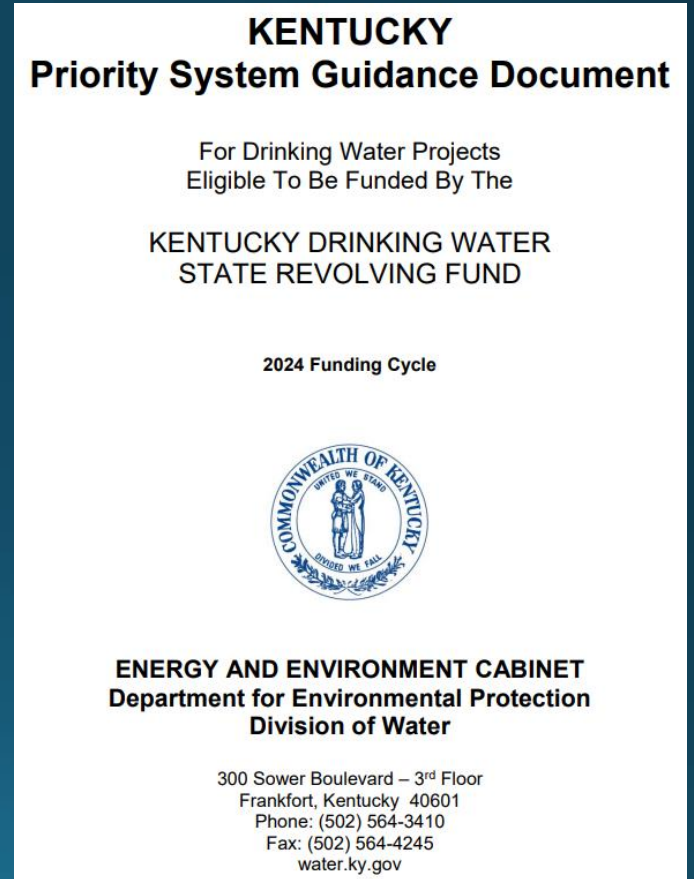 KENTUCKY
Priority System Guidance Document
For Drinking Water Projects
Eligible To Be Funded By The
KENTUCKY DRINKING WATER
STATE REVOLVING FUND
2024 Funding Cycle
COMMONWEALTH OF KENTUCKY
UNITED WE STAND
DIVIDED WE FALL
ENERGY AND ENVIRONMENT CABINET
Department for Environmental Protection
Division of Water
300 Sower Boulevard – 3rd Floor
Frankfort, Kentucky 40601
Phone: (502) 564-3410
Fax: (502) 564-4245
water.ky.gov